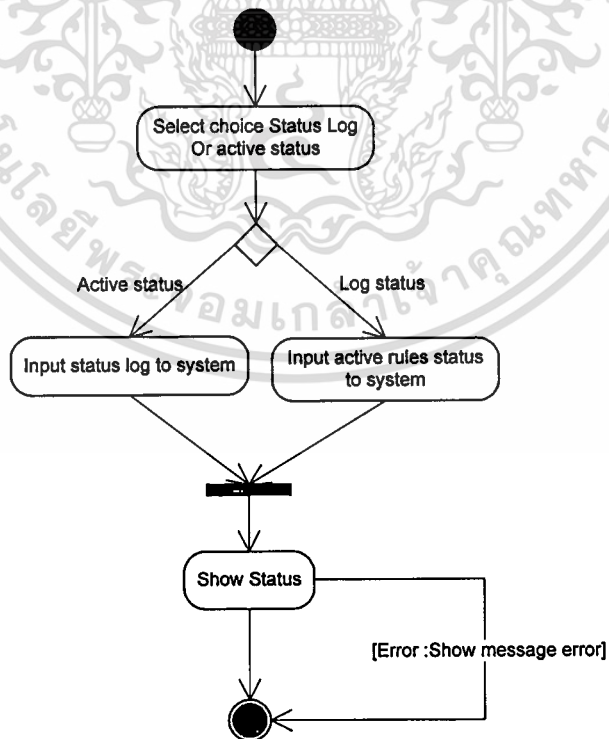 Select choice Status Log
Or active status
Active status
Log status
Input status log to system
Input active rules status
to system
Show Status
[Error :Show message error]